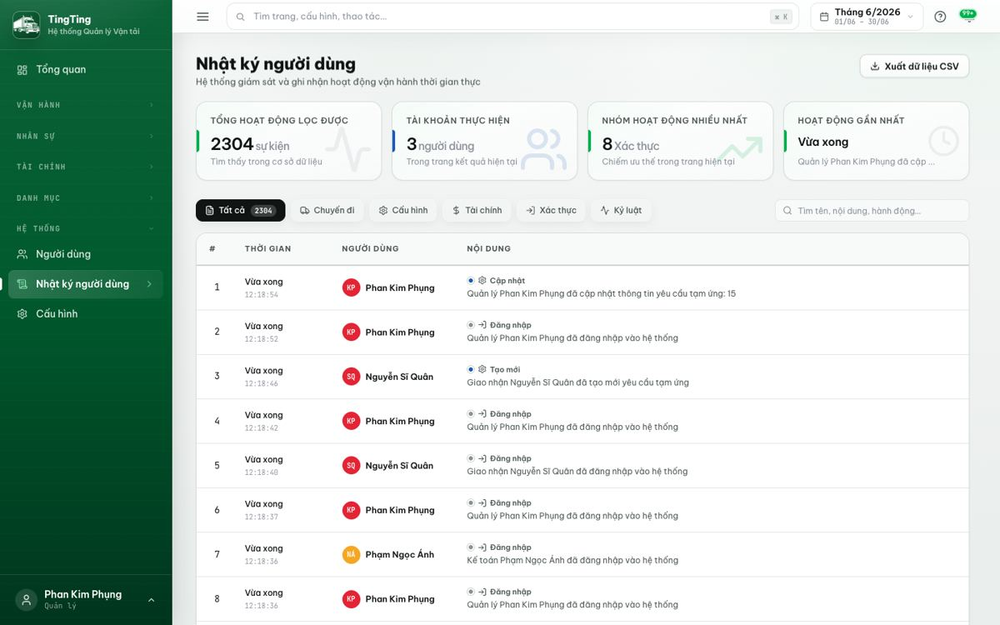 TingTing
Hệ thống Quản lý Vận tải
Tổng quan
VẬN HÀNH
NHÂN SỰ
TÀI CHÍNH
DANH MỤC
HỆ THỐNG
Người dùng
Nhật ký người dùng
Cấu hình
Phan Kim Phụng
Quản lý
Tìm trang, cấu hình, thao tác...
⌘ K
Tháng 6/2026
01/06 – 30/06
99+
Nhật ký người dùng
Hệ thống giám sát và ghi nhận hoạt động vận hành thời gian thực
Xuất dữ liệu CSV
TỔNG HOẠT ĐỘNG LỌC ĐƯỢC
2304 sự kiện
Tìm thấy trong cơ sở dữ liệu
TÀI KHOẢN THỰC HIỆN
3 người dùng
Trong trang kết quả hiện tại
NHÓM HOẠT ĐỘNG NHIỀU NHẤT
8 Xác thực
Chiếm ưu thế trong trang hiện tại
HOẠT ĐỘNG GẦN NHẤT
Vừa xong
Quản lý Phan Kim Phụng đã cập ...
Tất cả 2304
Chuyến đi
Cấu hình
Tài chính
Xác thực
Kỷ luật
Tìm tên, nội dung, hành động...
# THỜI GIAN NGƯỜI DÙNG NỘI DUNG
1 Vừa xong 12:18:54 KP Phan Kim Phụng Cập nhật
Quản lý Phan Kim Phụng đã cập nhật thông tin yêu cầu tạm ứng: 15
2 Vừa xong 12:18:52 KP Phan Kim Phụng Đăng nhập
Quản lý Phan Kim Phụng đã đăng nhập vào hệ thống
3 Vừa xong 12:18:46 SQ Nguyễn Sĩ Quân Tạo mới
Giao nhận Nguyễn Sĩ Quân đã tạo mới yêu cầu tạm ứng
4 Vừa xong 12:18:42 KP Phan Kim Phụng Đăng nhập
Quản lý Phan Kim Phụng đã đăng nhập vào hệ thống
5 Vừa xong 12:18:40 SQ Nguyễn Sĩ Quân Đăng nhập
Giao nhận Nguyễn Sĩ Quân đã đăng nhập vào hệ thống
6 Vừa xong 12:18:37 KP Phan Kim Phụng Đăng nhập
Quản lý Phan Kim Phụng đã đăng nhập vào hệ thống
7 Vừa xong 12:18:36 NÁ Phạm Ngọc Ánh Đăng nhập
Kế toán Phạm Ngọc Ánh đã đăng nhập vào hệ thống
8 Vừa xong 12:18:36 KP Phan Kim Phụng Đăng nhập
Quản lý Phan Kim Phụng đã đăng nhập vào hệ thống